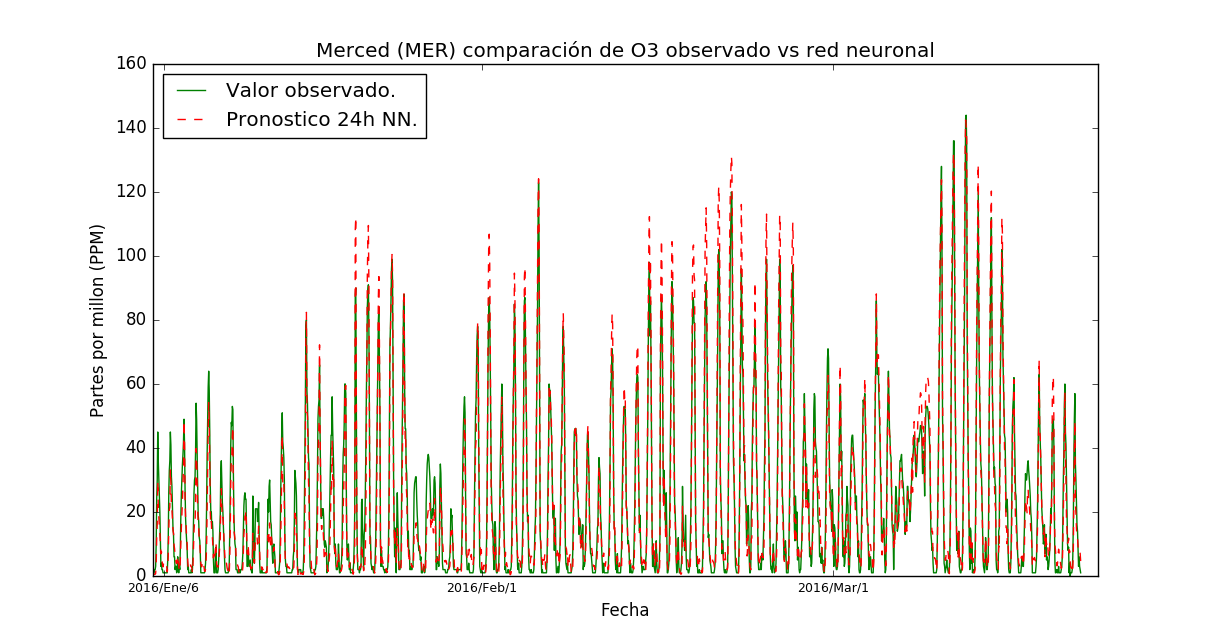 Merced (MER) comparación de O3 observado vs red neuronal
Valor observado.
Pronostico 24h NN.
Partes por millon (PPM)
160
140
120
100
80
60
40
20
0
2016/Ene/6
2016/Feb/1
2016/Mar/1
Fecha